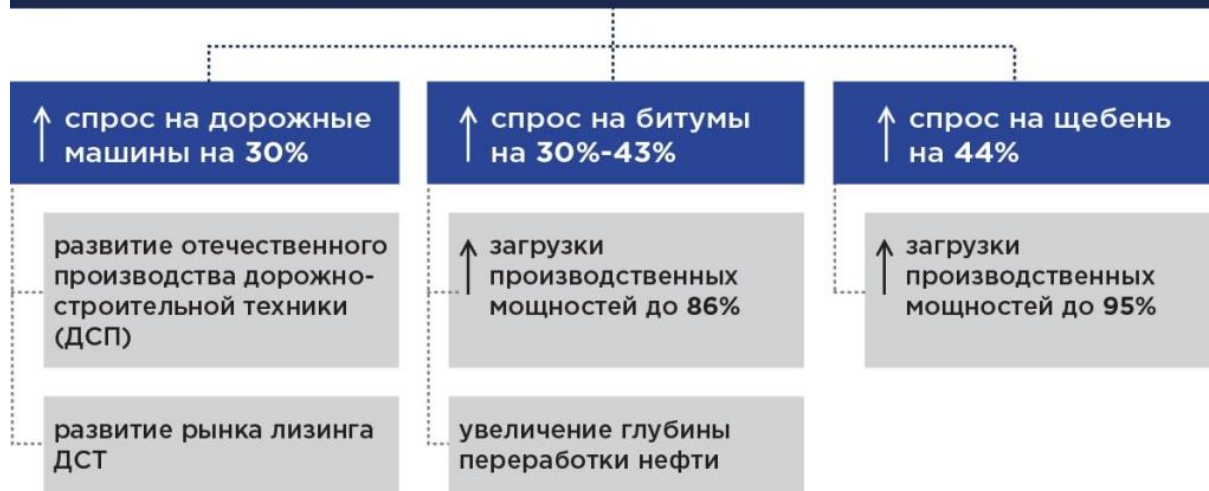 ↑ спрос на дорожные
машины на 30%
развитие отечественного
производства дорожно-
строительной техники
(ДСП)
развитие рынка лизинга
ДСТ
↑ спрос на битумы
на 30%-43%
↑ загрузки
производственных
мощностей до 86%
увеличение глубины
переработки нефти
↑ спрос на щебень
на 44%
↑ загрузки
производственных
мощностей до 95%